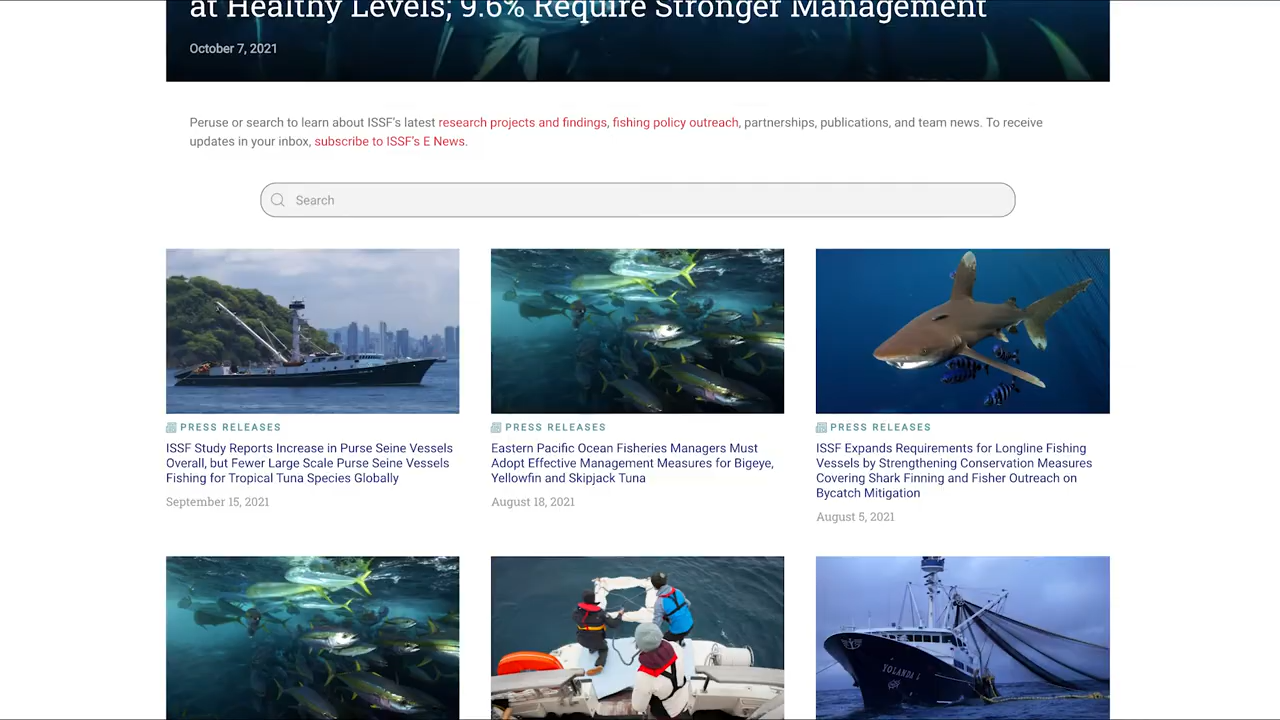 at Healthy Levels; 9.6% Require Stronger Management
October 7, 2021
Peruse or search to learn about ISSF's latest research projects and findings, fishing policy outreach, partnerships, publications, and team news. To receive
updates in your inbox, subscribe to ISSF's E News.
Search
PRESS RELEASES
ISSF Study Reports Increase in Purse Seine Vessels
Overall, but Fewer Large Scale Purse Seine Vessels
Fishing for Tropical Tuna Species Globally
September 15, 2021
PRESS RELEASES
Eastern Pacific Ocean Fisheries Managers Must
Adopt Effective Management Measures for Bigeye,
Yellowfin and Skipjack Tuna
August 18, 2021
PRESS RELEASES
ISSF Expands Requirements for Longline Fishing
Vessels by Strengthening Conservation Measures
Covering Shark Finning and Fisher Outreach on
Bycatch Mitigation
August 5, 2021
YOLANDA L